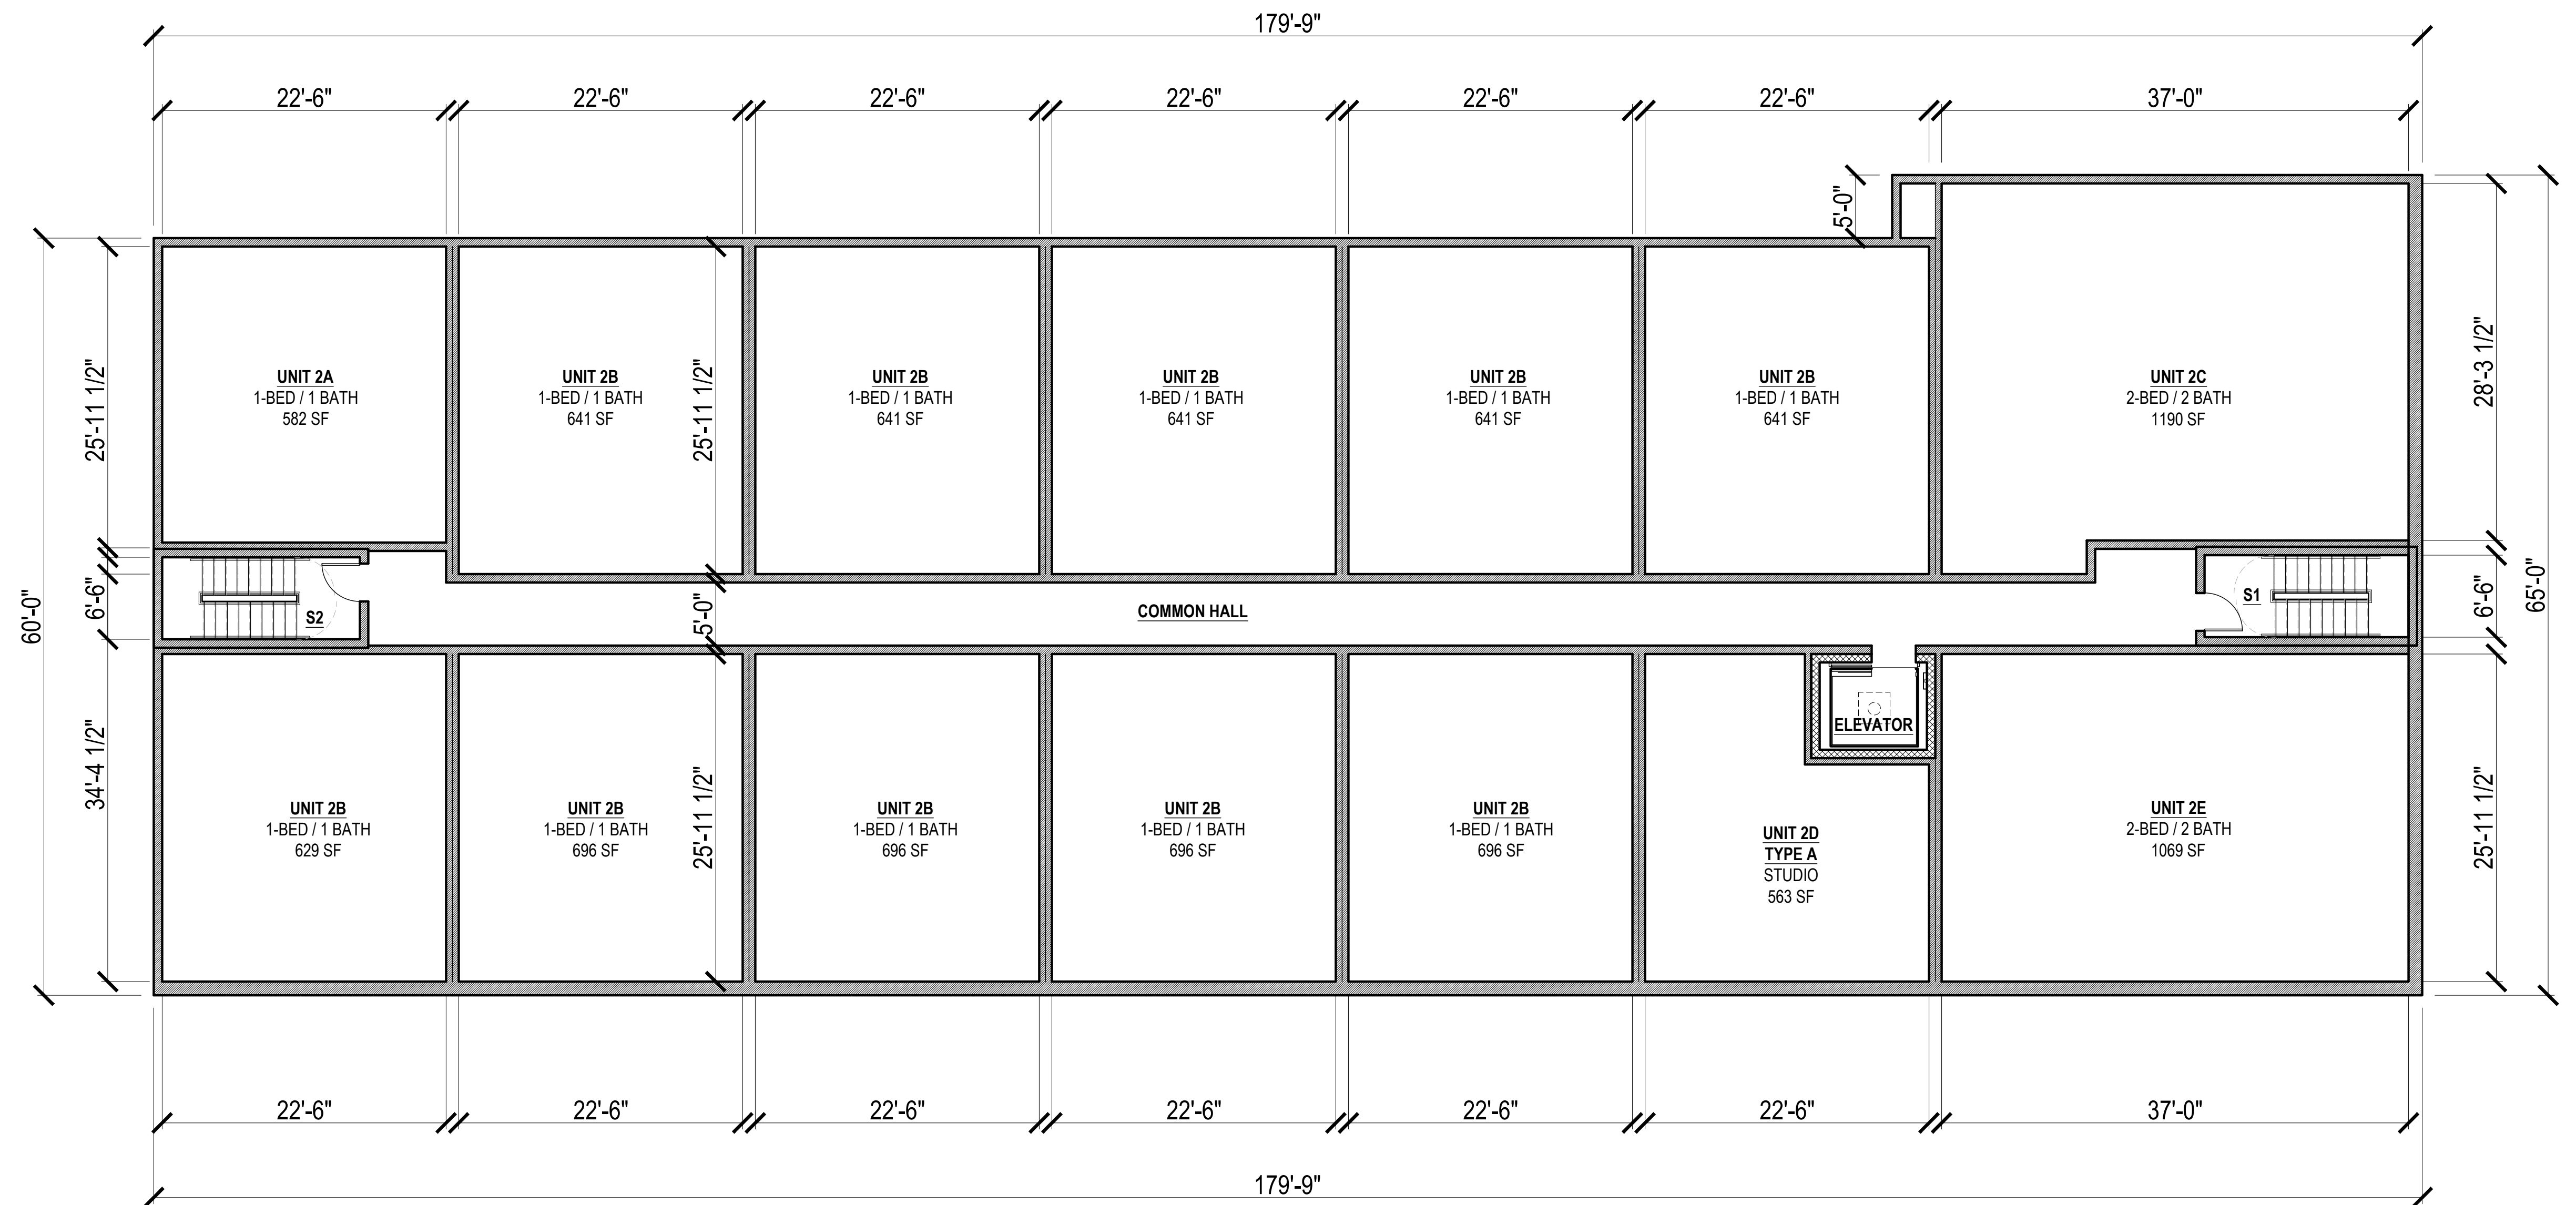 179'-9"
22'-6"
22'-6"
22'-6"
22'-6"
22'-6"
22'-6"
37'-0"
5'-0"
25'-11 1/2"
25'-11 1/2"
28'-3 1/2"
UNIT 2A
1-BED / 1 BATH
582 SF
UNIT 2B
1-BED / 1 BATH
641 SF
UNIT 2B
1-BED / 1 BATH
641 SF
UNIT 2B
1-BED / 1 BATH
641 SF
UNIT 2B
1-BED / 1 BATH
641 SF
UNIT 2B
1-BED / 1 BATH
641 SF
UNIT 2C
2-BED / 2 BATH
1190 SF
60'-0"
6'-6"
S2
5'-0"
COMMON HALL
S1
6'-6"
65'-0"
ELEVATOR
34'-4 1/2"
25'-11 1/2"
25'-11 1/2"
UNIT 2B
1-BED / 1 BATH
629 SF
UNIT 2B
1-BED / 1 BATH
696 SF
UNIT 2B
1-BED / 1 BATH
696 SF
UNIT 2B
1-BED / 1 BATH
696 SF
UNIT 2B
1-BED / 1 BATH
696 SF
UNIT 2D
TYPE A
STUDIO
563 SF
UNIT 2E
2-BED / 2 BATH
1069 SF
22'-6"
22'-6"
22'-6"
22'-6"
22'-6"
22'-6"
37'-0"
179'-9"